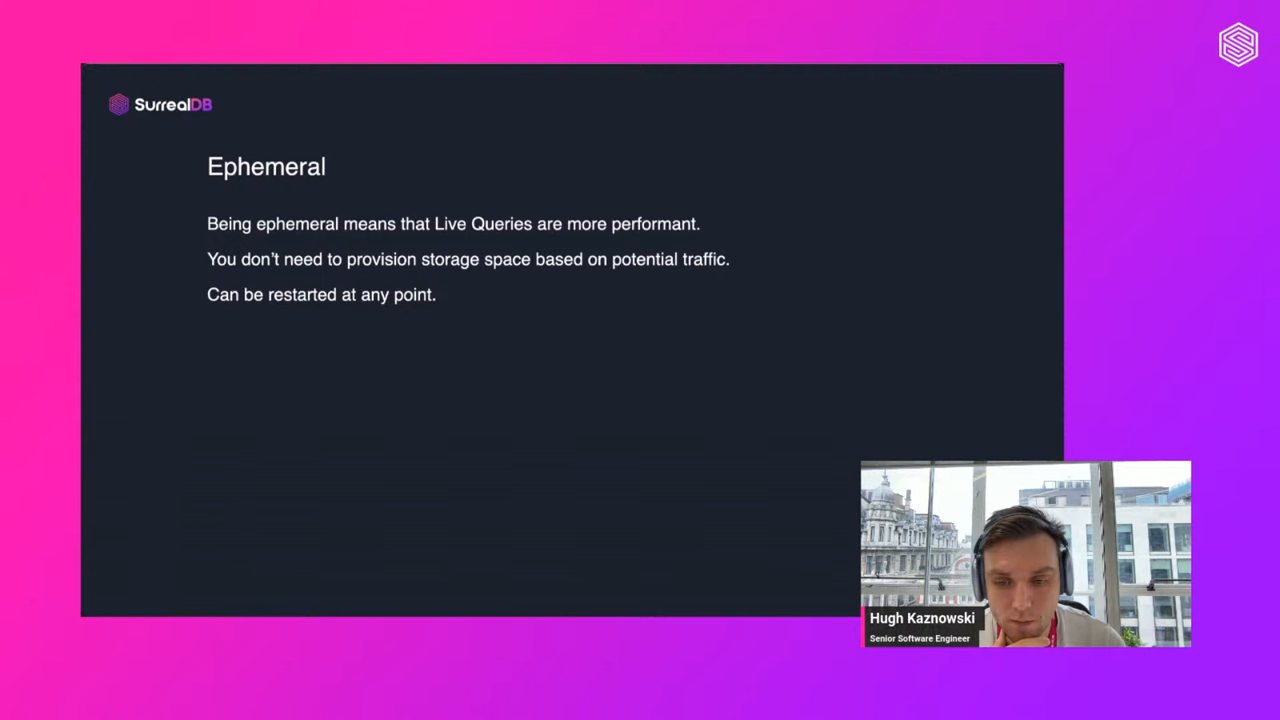 SurrealDB
Ephemeral
Being ephemeral means that Live Queries are more performant.
You don't need to provision storage space based on potential traffic.
Can be restarted at any point.
Hugh Kaznowski
Senior Software Engineer